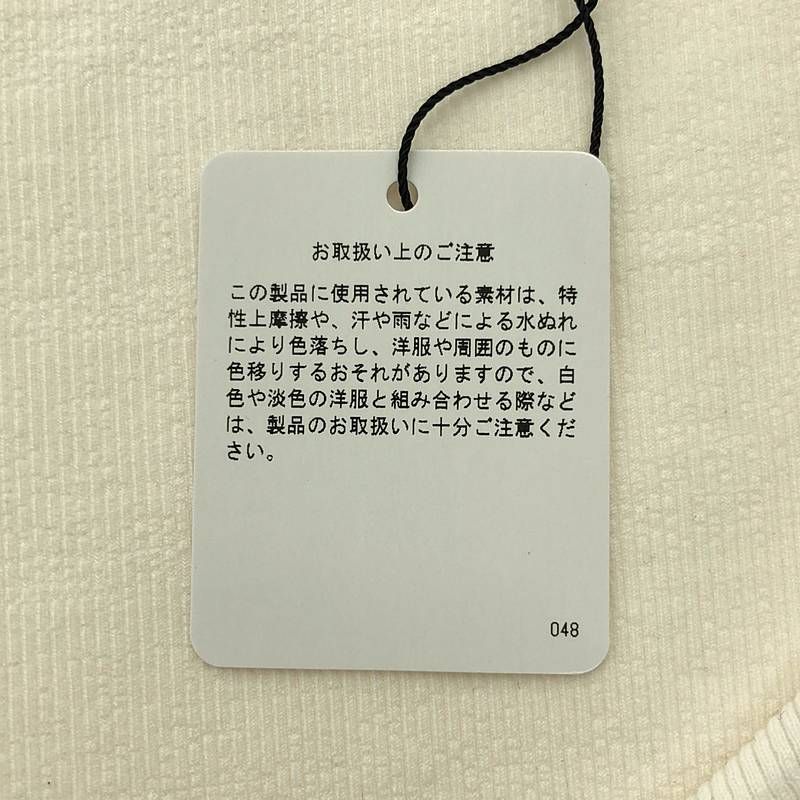 お取扱い上のご注意
この製品に使用されている素材は、特
性上摩擦や、汗や雨などによる水ぬれ
により色落ちし、洋服や周囲のものに
色移りするおそれがありますので、白
色や淡色の洋服と組み合わせる際など
は、製品のお取扱いに十分ご注意くだ
さい。
048